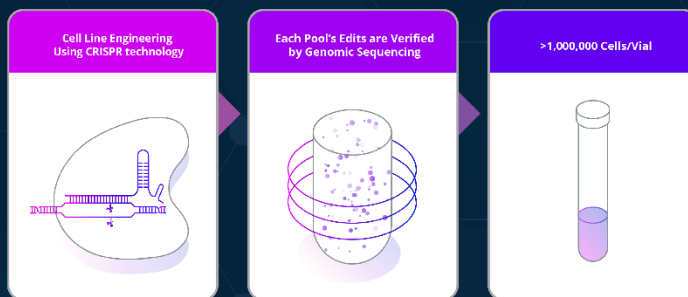 Cell Line Engineering
Using CRISPR technology
Each Pool's Edits are Verified
by Genomic Sequencing
>1,000,000 Cells/Vial